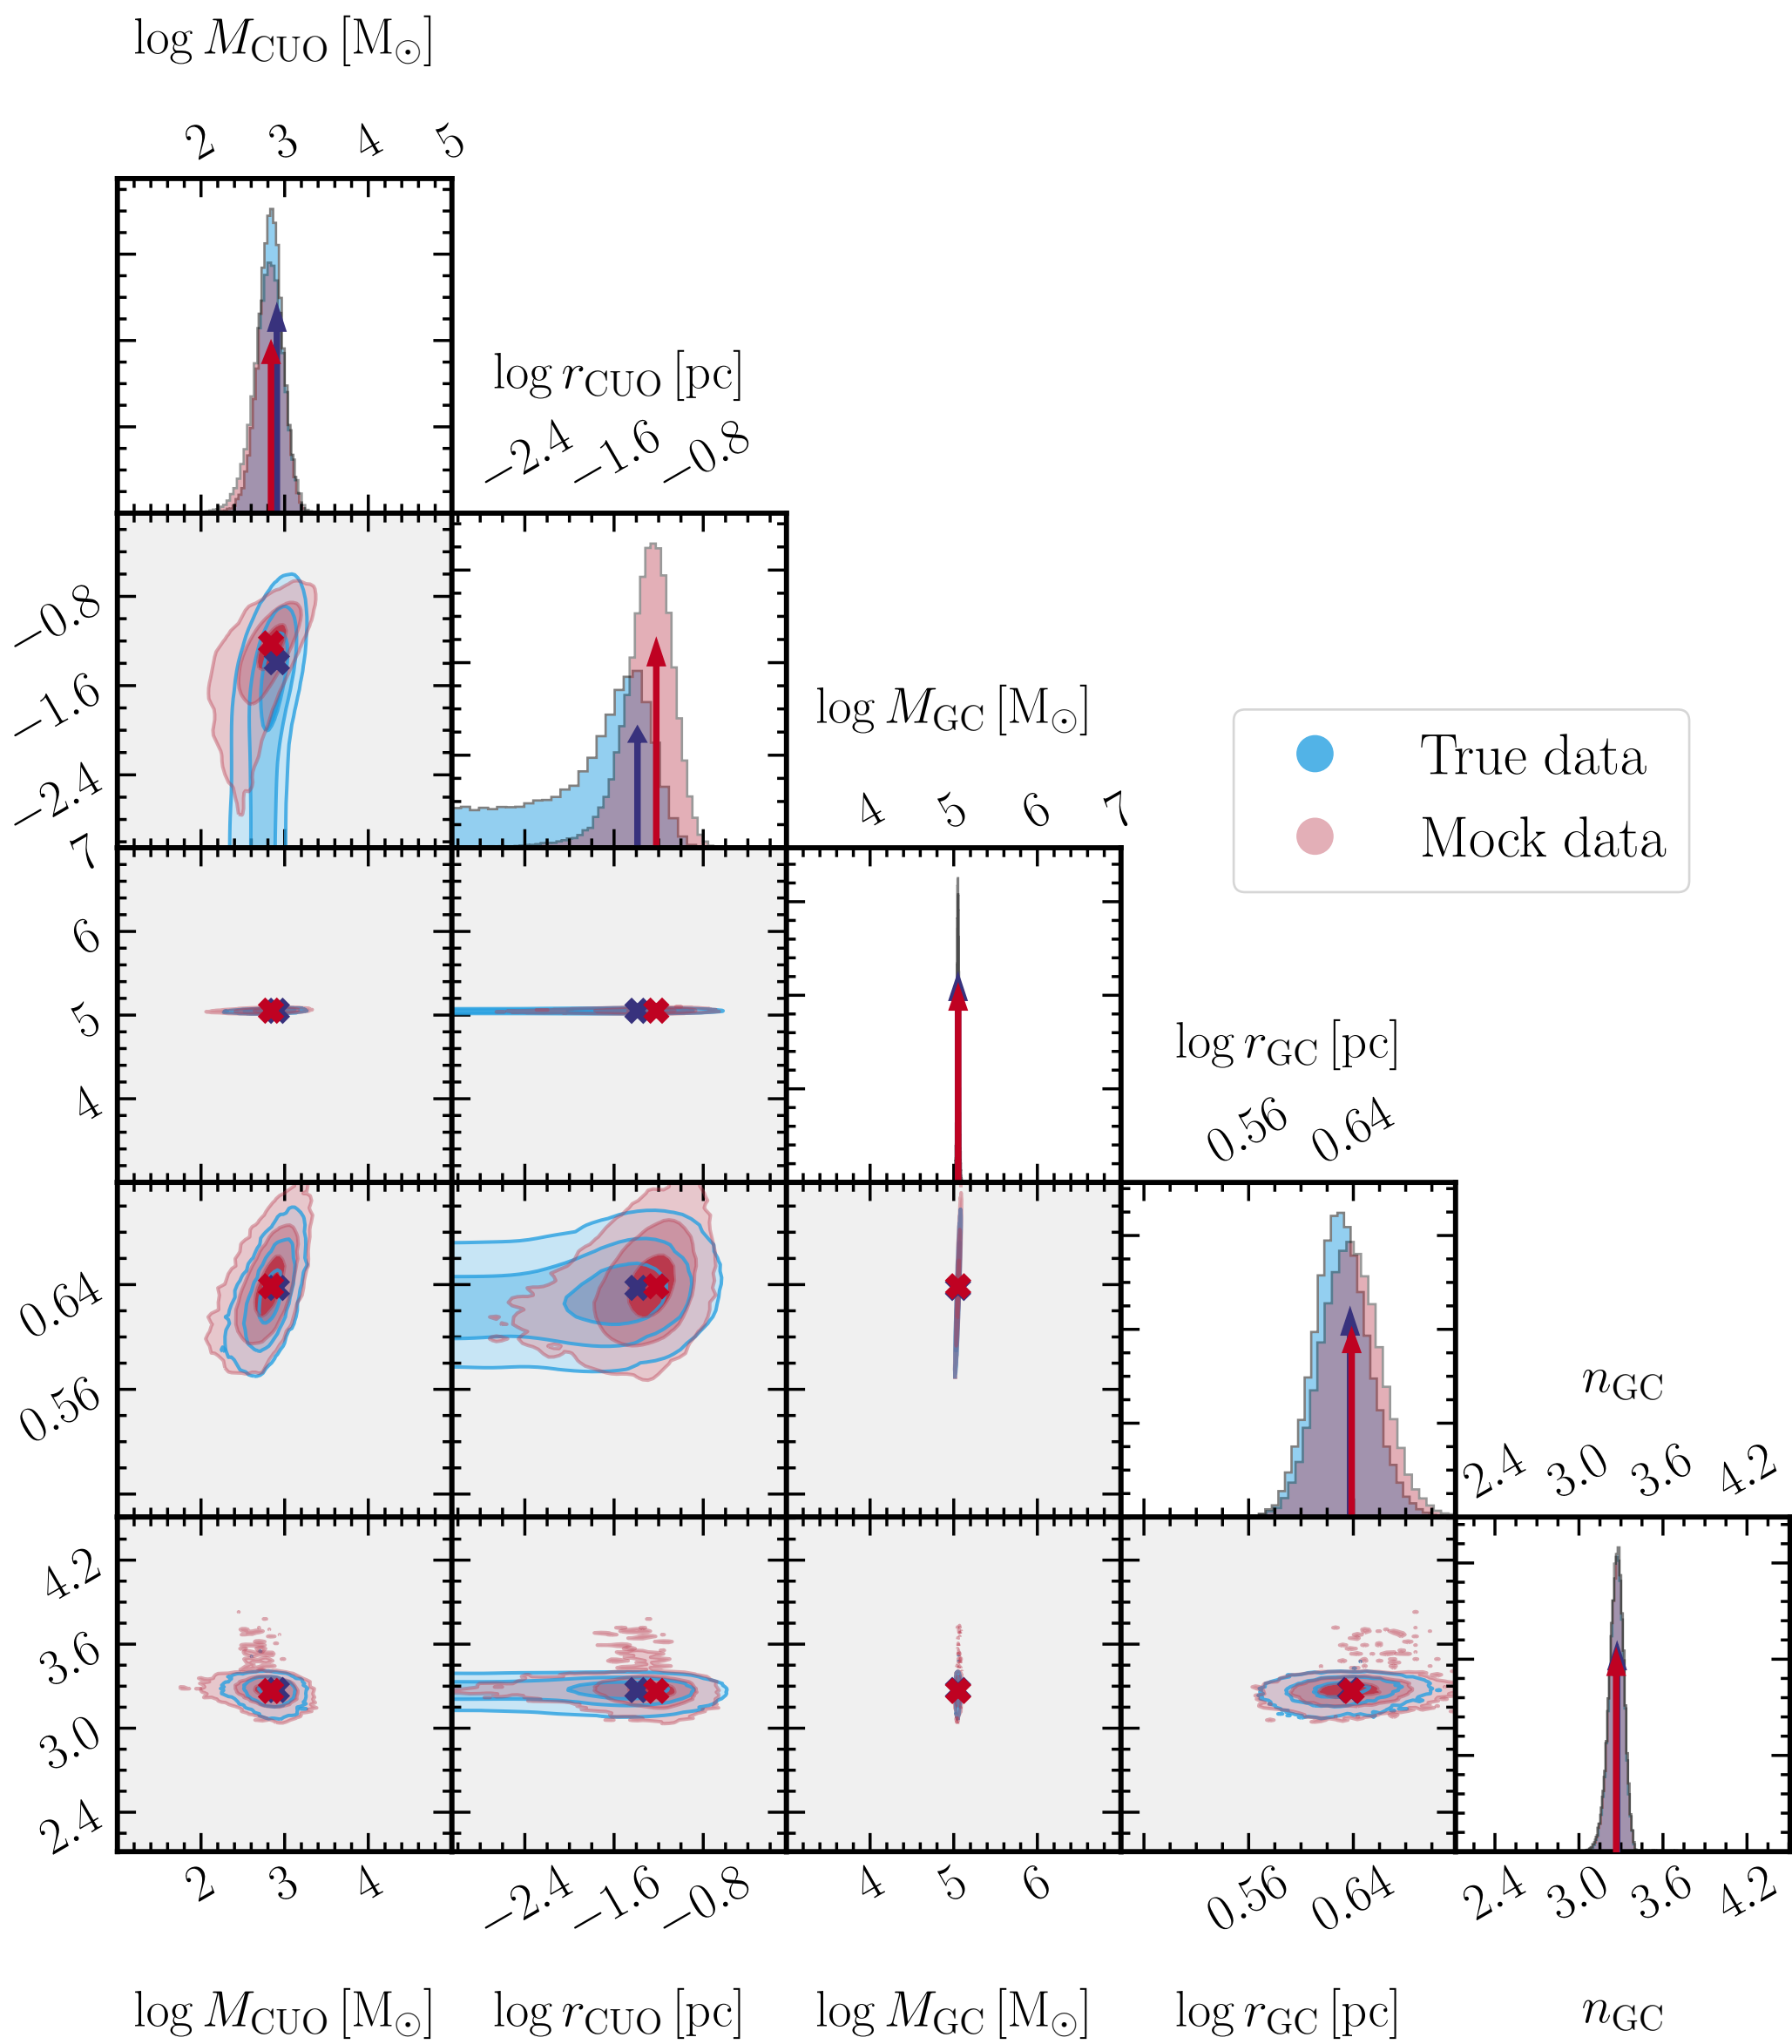 log M_CUO [M_⊙]
2 3 4 5
log r_CUO [pc]
−2.4 −1.6 −0.8
−0.8
−1.6
−2.4
log M_GC [M_⊙]
4 5 6 7
True data
Mock data
7
6
5
4
log r_GC [pc]
0.56 0.64
0.64
0.56
n_GC
2.4 3.0 3.6 4.2
4.2
3.6
3.0
2.4
2 3 4 −2.4 −1.6 −0.8 4 5 6 0.56 0.64 2.4 3.0 3.6 4.2
log M_CUO [M_⊙] log r_CUO [pc] log M_GC [M_⊙] log r_GC [pc] n_GC